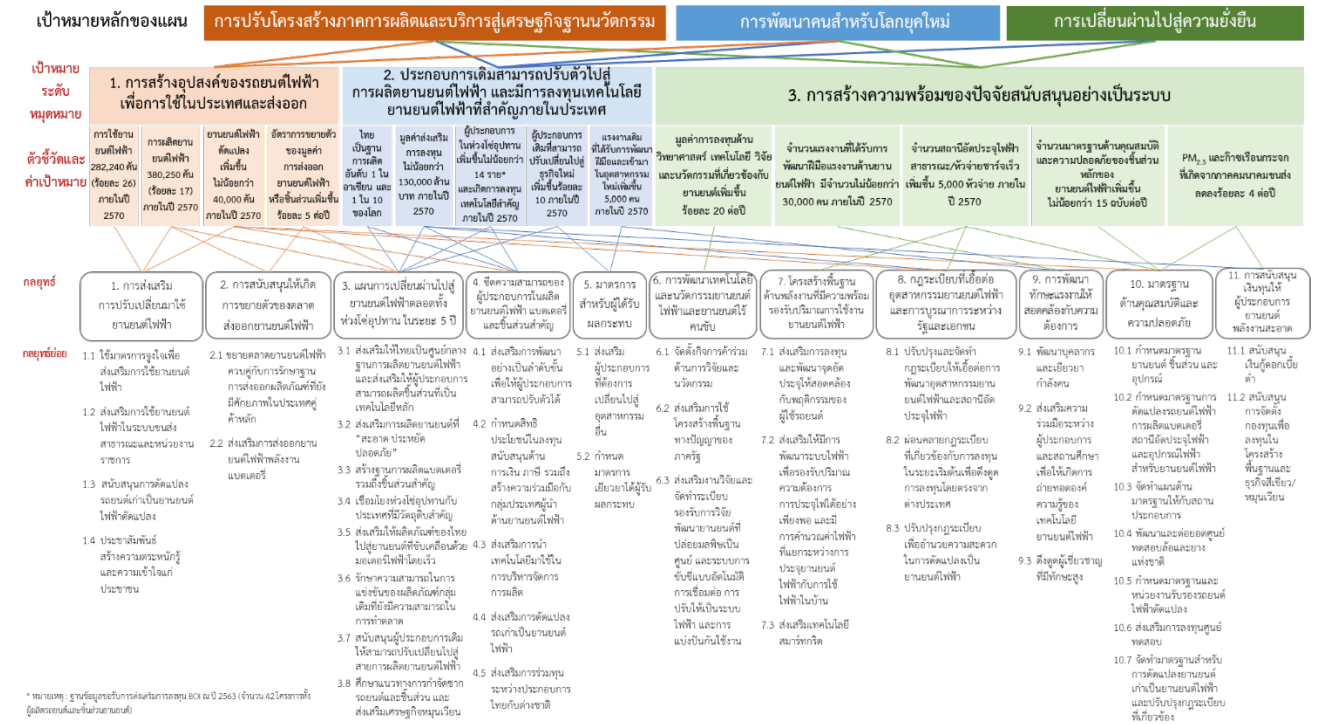 เป้าหมายหลักของแผน
การปรับโครงสร้างภาคการผลิตและบริการสู่เศรษฐกิจฐานนวัตกรรม
การพัฒนาคนสำหรับโลกยุคใหม่
การเปลี่ยนผ่านไปสู่ความยั่งยืน
เป้าหมาย
ระดับ
หมุดหมาย
1. การสร้างอุปสงค์ของรถยนต์ไฟฟ้า
เพื่อการใช้ในประเทศและส่งออก
2. ประกอบการเดิมสามารถปรับตัวไปสู่
การผลิตยานยนต์ไฟฟ้า และมีการลงทุนเทคโนโลยี
ยานยนต์ไฟฟ้าที่สำคัญภายในประเทศ
3. การสร้างความพร้อมของปัจจัยสนับสนุนอย่างเป็นระบบ
ตัวชี้วัดและ
ค่าเป้าหมาย
การใช้ยาน
ยนต์ไฟฟ้า
282,240 คัน
(ร้อยละ 26)
ภายในปี
2570
การผลิตยาน
ยนต์ไฟฟ้า
380,250 คัน
(ร้อยละ 17)
ภายในปี 2570
ยานยนต์ไฟฟ้า
ดัดแปลง
เพิ่มขึ้น
ไม่น้อยกว่า
40,000 คัน
ภายในปี 2570
อัตราการขยายตัว
ของมูลค่า
การส่งออก
ยานยนต์ไฟฟ้า
หรือชิ้นส่วนเพิ่มขึ้น
ร้อยละ 5 ต่อปี
ไทย
เป็นฐาน
การผลิต
อันดับ 1 ใน
อาเซียน และ
1 ใน 10
ของโลก
มูลค่าส่งเสริม
การลงทุน
ไม่น้อยกว่า
130,000 ล้าน
บาท ภายในปี
2570
ผู้ประกอบการ
ในห่วงโซ่อุปทาน
เพิ่มขึ้นไม่น้อยกว่า
14 ราย*
และเกิดการลงทุน
เทคโนโลยีสำคัญ
ภายในปี 2570
ผู้ประกอบการ
เดิมที่สามารถ
ปรับเปลี่ยนไปสู่
ธุรกิจใหม่
เพิ่มขึ้นร้อยละ
10 ภายในปี
2570
แรงงานเดิม
ที่ได้รับการพัฒนา
ฝีมือและเข้ามา
ในอุตสาหกรรม
ใหม่เพิ่มขึ้น
5,000 คน
ภายในปี 2570
มูลค่าการลงทุนด้าน
วิทยาศาสตร์ เทคโนโลยี วิจัย
และนวัตกรรมที่เกี่ยวข้องกับ
ยานยนต์เพิ่มขึ้น
ร้อยละ 20 ต่อปี
จำนวนแรงงานที่ได้รับการ
พัฒนาฝีมือแรงงานด้านยาน
ยนต์ไฟฟ้า มีจำนวนไม่น้อยกว่า
30,000 คน ภายในปี 2570
จำนวนสถานีอัดประจุไฟฟ้า
สาธารณะ/หัวจ่ายชาร์จเร็ว
เพิ่มขึ้น 5,000 หัวจ่าย ภายใน
ปี 2570
จำนวนมาตรฐานด้านคุณสมบัติ
และความปลอดภัยของชิ้นส่วน
หลักของ
ยานยนต์ไฟฟ้าเพิ่มขึ้น
ไม่น้อยกว่า 15 ฉบับต่อปี
PM2.5 และก๊าซเรือนกระจก
ที่เกิดจากภาคคมนาคมขนส่ง
ลดลงร้อยละ 4 ต่อปี
กลยุทธ์
1. การส่งเสริม
การปรับเปลี่ยนมาใช้
ยานยนต์ไฟฟ้า
2. การสนับสนุนให้เกิด
การขยายตัวของตลาด
ส่งออกยานยนต์ไฟฟ้า
3. แผนการเปลี่ยนผ่านไปสู่
ยานยนต์ไฟฟ้าตลอดทั้ง
ห่วงโซ่อุปทาน ในระยะ 5 ปี
4. ขีดความสามารถของ
ผู้ประกอบการในผลิต
ยานยนต์ไฟฟ้า แบตเตอรี่
และชิ้นส่วนสำคัญ
5. มาตรการ
สำหรับผู้ได้รับ
ผลกระทบ
6. การพัฒนาเทคโนโลยี
และนวัตกรรมยานยนต์
ไฟฟ้าและยานยนต์ไร้
คนขับ
7. โครงสร้างพื้นฐาน
ด้านพลังงานที่มีความพร้อม
รองรับปริมาณการใช้งาน
ยานยนต์ไฟฟ้า
8. กฎระเบียบที่เอื้อต่อ
อุตสาหกรรมยานยนต์ไฟฟ้า
และการบูรณาการระหว่าง
รัฐและเอกชน
9. การพัฒนา
ทักษะแรงงานให้
สอดคล้องกับความ
ต้องการ
10. มาตรฐาน
ด้านคุณสมบัติและ
ความปลอดภัย
11. การสนับสนุน
เงินทุนให้
ผู้ประกอบการ
ยานยนต์
พลังงานสะอาด
กลยุทธ์ย่อย
1.1 ใช้มาตรการจูงใจเพื่อ
ส่งเสริมการใช้ยานยนต์
ไฟฟ้า
1.2 ส่งเสริมการใช้ยานยนต์
ไฟฟ้าในระบบขนส่ง
สาธารณะและหน่วยงาน
ราชการ
1.3 สนับสนุนการดัดแปลง
รถยนต์เก่าเป็นยานยนต์
ไฟฟ้าดัดแปลง
1.4 ประชาสัมพันธ์
สร้างความตระหนักรู้
และความเข้าใจแก่
ประชาชน
2.1 ขยายตลาดยานยนต์ไฟฟ้า
ควบคู่กับการรักษาฐาน
การส่งออกผลิตภัณฑ์ที่ยัง
มีศักยภาพในประเทศคู่
ค้าหลัก
2.2 ส่งเสริมการส่งออกยาน
ยนต์ไฟฟ้าพลังงาน
แบตเตอรี่
3.1 ส่งเสริมให้ไทยเป็นศูนย์กลาง
ฐานการผลิตยานยนต์ไฟฟ้า
และส่งเสริมให้ผู้ประกอบการ
สามารถผลิตชิ้นส่วนที่เป็น
เทคโนโลยีหลัก
3.2 ส่งเสริมการผลิตยานยนต์ที่
"สะอาด ประหยัด
ปลอดภัย"
3.3 สร้างฐานการผลิตแบตเตอรี่
รวมถึงชิ้นส่วนสำคัญ
3.4 เชื่อมโยงห่วงโซ่อุปทานกับ
ประเทศที่มีวัตถุดิบสำคัญ
3.5 ส่งเสริมให้ผลิตภัณฑ์ของไทย
ไปสู่ยานยนต์ที่ขับเคลื่อนด้วย
มอเตอร์ไฟฟ้าโดยเร็ว
3.6 รักษาความสามารถในการ
แข่งขันของผลิตภัณฑ์กลุ่ม
เดิมที่ยังมีความสามารถใน
การทำตลาด
3.7 สนับสนุนผู้ประกอบการเดิม
ให้สามารถปรับเปลี่ยนไปสู่
สายการผลิตยานยนต์ไฟฟ้า
3.8 ศึกษาแนวทางการกำจัดซาก
รถยนต์และชิ้นส่วน และ
ส่งเสริมเศรษฐกิจหมุนเวียน
4.1 ส่งเสริมการพัฒนา
อย่างเป็นลำดับขั้น
เพื่อให้ผู้ประกอบการ
สามารถปรับตัวได้
4.2 กำหนดสิทธิ
ประโยชน์ในลงทุน
สนับสนุนด้าน
การเงิน ภาษี รวมถึง
สร้างความร่วมมือกับ
กลุ่มประเทศผู้นำ
ด้านยานยนต์ไฟฟ้า
4.3 ส่งเสริมการนำ
เทคโนโลยีมาใช้ใน
การบริหารจัดการ
การผลิต
4.4 ส่งเสริมการดัดแปลง
รถเก่าเป็นยานยนต์
ไฟฟ้า
4.5 ส่งเสริมการร่วมทุน
ระหว่างประกอบการ
ไทยกับต่างชาติ
5.1 ส่งเสริม
ผู้ประกอบการ
ที่ต้องการ
เปลี่ยนไปสู่
อุตสาหกรรม
อื่น
5.2 กำหนด
มาตรการ
เยียวยาผู้ได้รับ
ผลกระทบ
6.1 จัดตั้งกิจการค้าร่วม
ด้านการวิจัยและ
นวัตกรรม
6.2 ส่งเสริมการใช้
โครงสร้างพื้นฐาน
ทางปัญญาของ
ภาครัฐ
6.3 ส่งเสริมงานวิจัยและ
จัดทำระเบียบ
รองรับการวิจัย
พัฒนายานยนต์ที่
ปล่อยมลพิษเป็น
ศูนย์ และระบบการ
ขับขี่แบบอัตโนมัติ
การเชื่อมต่อ การ
ปรับให้เป็นระบบ
ไฟฟ้า และการ
แบ่งปันกันใช้งาน
7.1 ส่งเสริมการลงทุน
และพัฒนาจุดอัด
ประจุให้สอดคล้อง
กับพฤติกรรมของ
ผู้ใช้รถยนต์
7.2 ส่งเสริมให้มีการ
พัฒนาระบบไฟฟ้า
เพื่อรองรับปริมาณ
ความต้องการ
การประจุไฟได้อย่าง
เพียงพอ และมี
การคำนวณค่าไฟฟ้า
ที่แยกระหว่างการ
ประจุยานยนต์
ไฟฟ้ากับการใช้
ไฟฟ้าในบ้าน
7.3 ส่งเสริมเทคโนโลยี
สมาร์ทกริด
8.1 ปรับปรุงและจัดทำ
กฎระเบียบให้เอื้อต่อการ
พัฒนาอุตสาหกรรมยาน
ยนต์ไฟฟ้าและสถานีอัด
ประจุไฟฟ้า
8.2 ผ่อนคลายกฎระเบียบ
ที่เกี่ยวข้องกับการลงทุน
ในระยะเริ่มต้นเพื่อดึงดูด
การลงทุนโดยตรงจาก
ต่างประเทศ
8.3 ปรับปรุงกฎระเบียบ
เพื่ออำนวยความสะดวก
ในการดัดแปลงเป็น
ยานยนต์ไฟฟ้า
9.1 พัฒนาบุคลากร
และเยียวยา
กำลังคน
9.2 ส่งเสริมความ
ร่วมมือระหว่าง
ผู้ประกอบการ
และสถานศึกษา
เพื่อให้เกิดการ
ถ่ายทอดองค์
ความรู้ของ
เทคโนโลยี
ยานยนต์ไฟฟ้า
9.3 ดึงดูดผู้เชี่ยวชาญ
ที่มีทักษะสูง
10.1 กำหนดมาตรฐาน
ยานยนต์ ชิ้นส่วน และ
อุปกรณ์
10.2 กำหนดมาตรฐานการ
ดัดแปลงรถยนต์ไฟฟ้า
การผลิตแบตเตอรี่
สถานีอัดประจุไฟฟ้า
และอุปกรณ์ไฟฟ้า
สำหรับยานยนต์ไฟฟ้า
10.3 จัดทำแผนด้าน
มาตรฐานให้กับสถาน
ประกอบการ
10.4 พัฒนาและต่อยอดศูนย์
ทดสอบล้อและยาง
แห่งชาติ
10.5 กำหนดมาตรฐานและ
หน่วยงานรับรองรถยนต์
ไฟฟ้าดัดแปลง
10.6 ส่งเสริมการลงทุนศูนย์
ทดสอบ
10.7 จัดทำมาตรฐานสำหรับ
การดัดแปลงยานยนต์
เก่าเป็นยานยนต์ไฟฟ้า
และปรับปรุงกฎระเบียบ
ที่เกี่ยวข้อง
11.1 สนับสนุน
เงินกู้ดอกเบี้ย
ต่ำ
11.2 สนับสนุน
การจัดตั้ง
กองทุนเพื่อ
ลงทุนใน
โครงสร้าง
พื้นฐานและ
ธุรกิจสีเขียว/
หมุนเวียน
* หมายเหตุ : ฐานข้อมูลขอรับการส่งเสริมการลงทุน BOI ณ ปี 2563 (จำนวน 42 โครงการทั้ง
ผู้ผลิตรถยนต์และชิ้นส่วนยานยนต์)